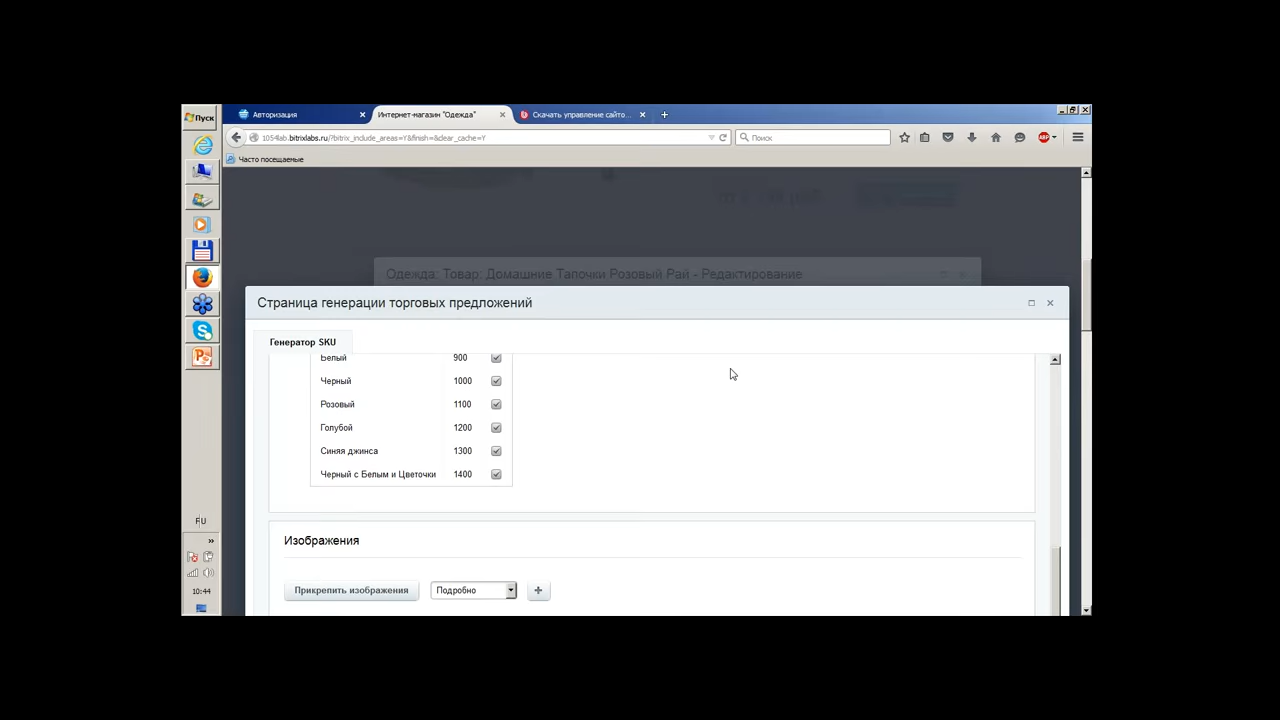 Пуск
Авторизация
Интернет-магазин "Одежда"
Скачать управление сайто...
1054lab.bitrixlabs.ru/?bitrix_include_areas=Y&finish=&clear_cache=Y
Поиск
ABP
Часто посещаемые
Одежда: Товар: Домашние Тапочки Розовый Рай - Редактирование
Страница генерации торговых предложений
Генератор SKU
Белый 900
Черный 1000
Розовый 1100
Голубой 1200
Синяя джинса 1300
Черный с Белым и Цветочки 1400
Изображения
Прикрепить изображения
Подробно
RU
10:44